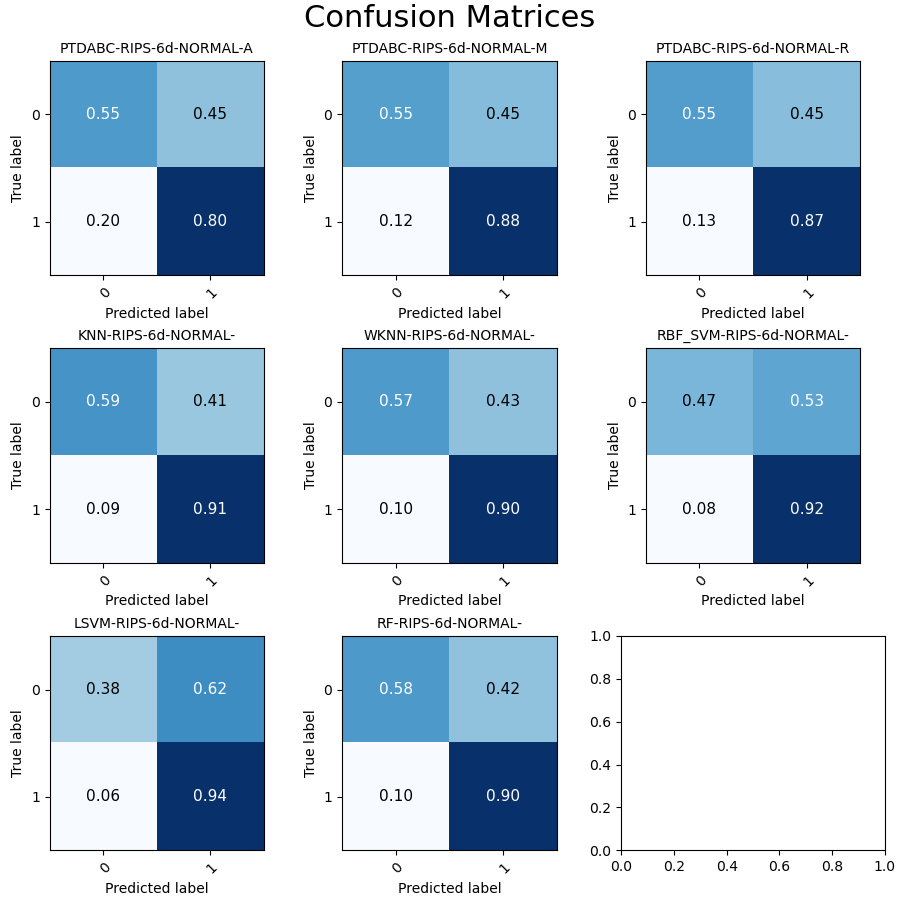 Confusion Matrices
PTDABC-RIPS-6d-NORMAL-A
0.55 0.45
0.20 0.80
0
1
True label
0 1
Predicted label
PTDABC-RIPS-6d-NORMAL-M
0.55 0.45
0.12 0.88
0
1
True label
0 1
Predicted label
PTDABC-RIPS-6d-NORMAL-R
0.55 0.45
0.13 0.87
0
1
True label
0 1
Predicted label
KNN-RIPS-6d-NORMAL-
0.59 0.41
0.09 0.91
0
1
True label
0 1
Predicted label
WKNN-RIPS-6d-NORMAL-
0.57 0.43
0.10 0.90
0
1
True label
0 1
Predicted label
RBF_SVM-RIPS-6d-NORMAL-
0.47 0.53
0.08 0.92
0
1
True label
0 1
Predicted label
LSVM-RIPS-6d-NORMAL-
0.38 0.62
0.06 0.94
0
1
True label
0 1
Predicted label
RF-RIPS-6d-NORMAL-
0.58 0.42
0.10 0.90
0
1
True label
0 1
Predicted label
1.0
0.8
0.6
0.4
0.2
0.0
0.0 0.2 0.4 0.6 0.8 1.0